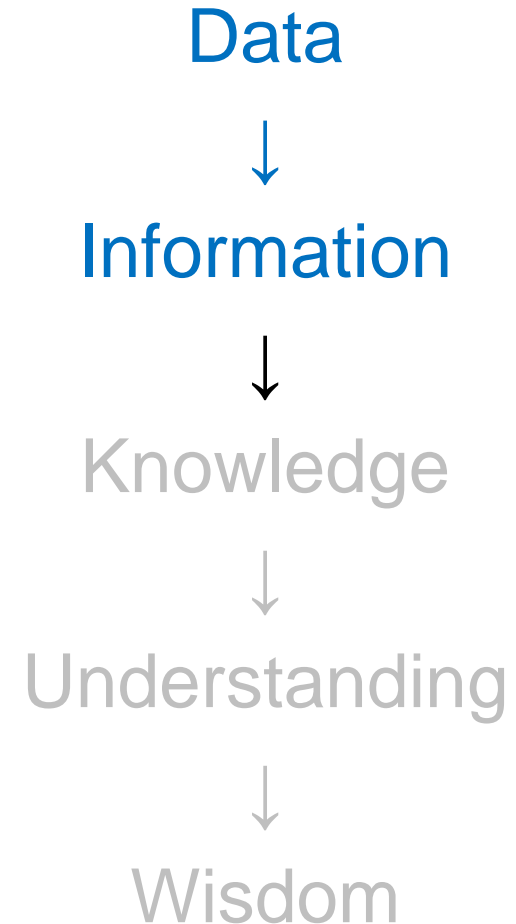 Data
↓
Information
↓
Knowledge
↓
Understanding
↓
Wisdom